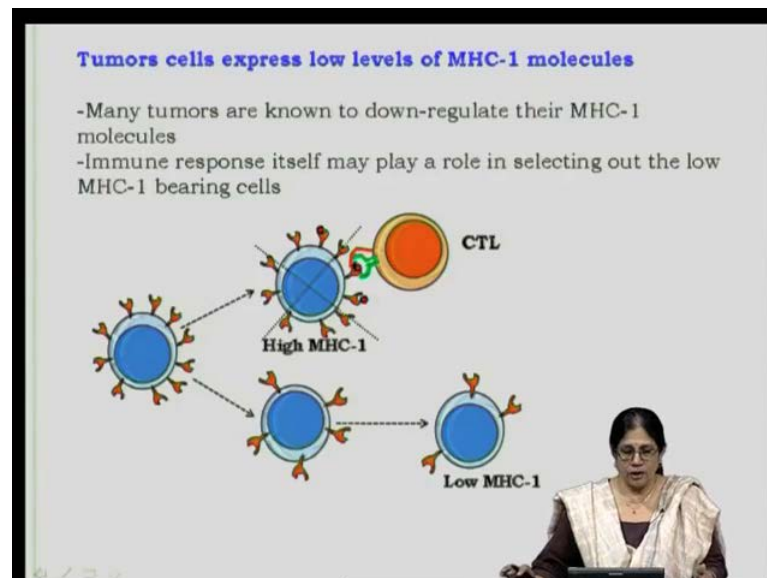 Tumors cells express low levels of MHC-1 molecules
-Many tumors are known to down-regulate their MHC-1
molecules
-Immune response itself may play a role in selecting out the low
MHC-1 bearing cells
CTL
High MHC-1
Low MHC-1